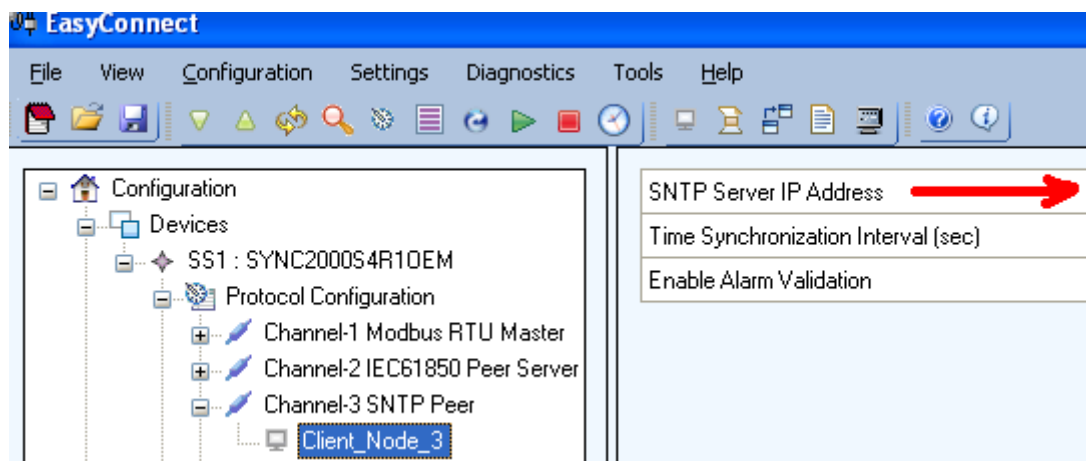 EasyConnect
File View Configuration Settings Diagnostics Tools Help
Configuration
Devices
SS1 : SYNC2000S4R1OEM
Protocol Configuration
Channel-1 Modbus RTU Master
Channel-2 IEC61850 Peer Server
Channel-3 SNTP Peer
Client_Node_3
SNTP Server IP Address
Time Synchronization Interval (sec)
Enable Alarm Validation